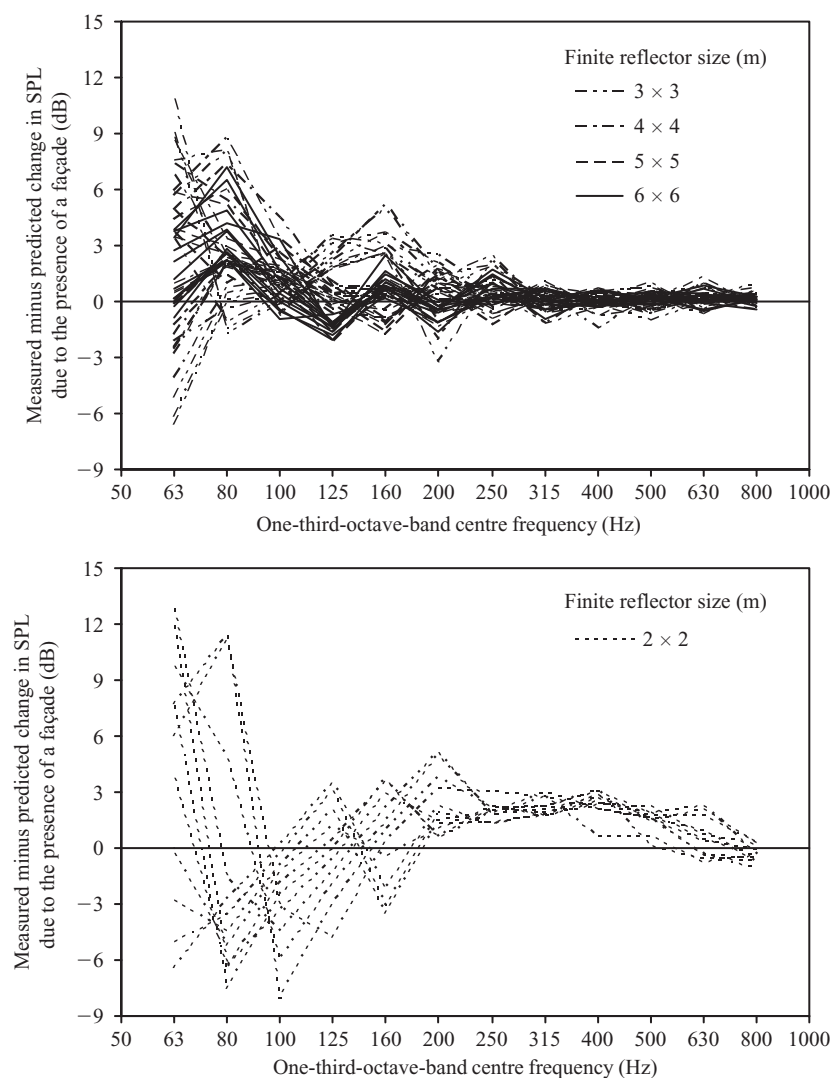 15
12
9
6
3
0
−3
−6
−9
Measured minus predicted change in SPL
due to the presence of a façade (dB)
Finite reflector size (m)
3 × 3
4 × 4
5 × 5
6 × 6
50 63 80 100 125 160 200 250 315 400 500 630 800 1000
One-third-octave-band centre frequency (Hz)
15
12
9
6
3
0
−3
−6
−9
Measured minus predicted change in SPL
due to the presence of a façade (dB)
Finite reflector size (m)
2 × 2
50 63 80 100 125 160 200 250 315 400 500 630 800 1000
One-third-octave-band centre frequency (Hz)